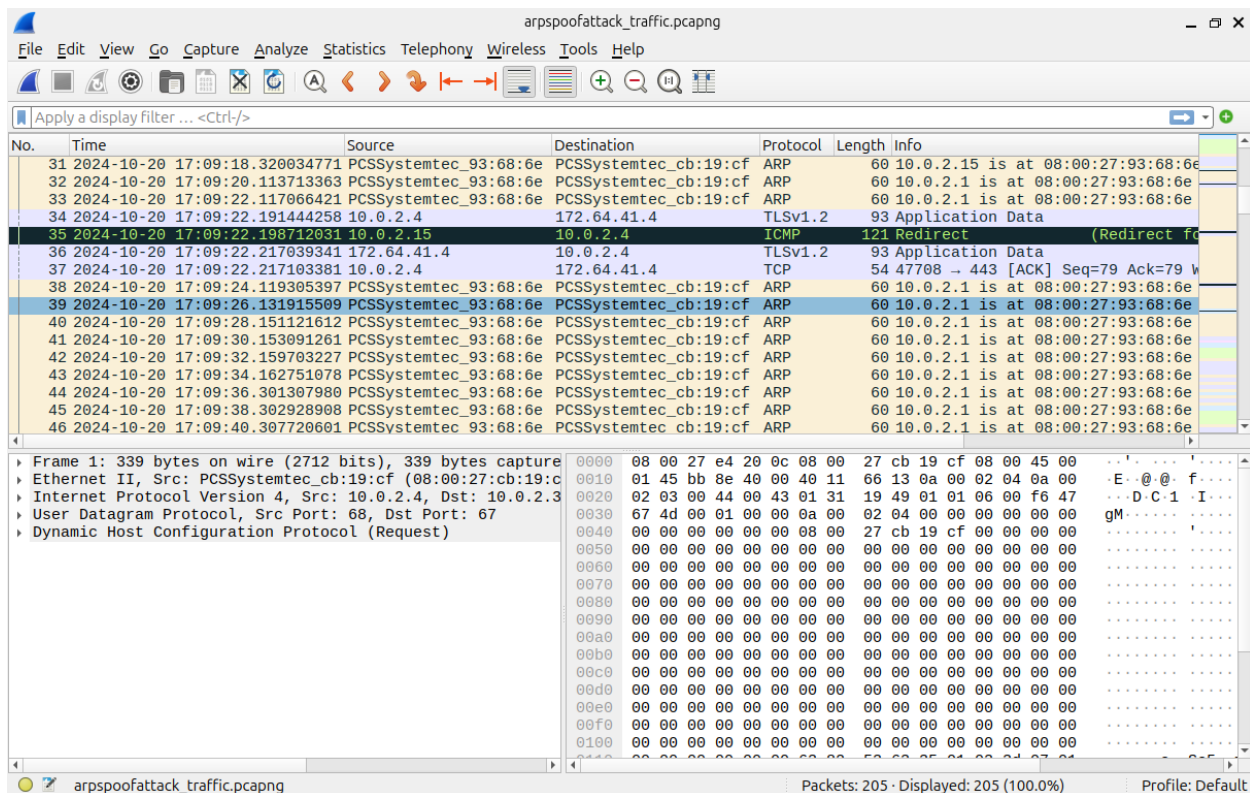 arpspoofattack_traffic.pcapng
File Edit View Go Capture Analyze Statistics Telephony Wireless Tools Help
Apply a display filter … <Ctrl-/>
No. Time Source Destination Protocol Length Info
31 2024-10-20 17:09:18.320034771 PCSSystemtec_93:68:6e PCSSystemtec_cb:19:cf ARP 60 10.0.2.15 is at 08:00:27:93:68:6e
32 2024-10-20 17:09:20.113713363 PCSSystemtec_93:68:6e PCSSystemtec_cb:19:cf ARP 60 10.0.2.1 is at 08:00:27:93:68:6e
33 2024-10-20 17:09:22.117066421 PCSSystemtec_93:68:6e PCSSystemtec_cb:19:cf ARP 60 10.0.2.1 is at 08:00:27:93:68:6e
34 2024-10-20 17:09:22.191444258 10.0.2.4 172.64.41.4 TLSv1.2 93 Application Data
35 2024-10-20 17:09:22.198712031 10.0.2.15 10.0.2.4 ICMP 121 Redirect (Redirect fo
36 2024-10-20 17:09:22.217039341 172.64.41.4 10.0.2.4 TLSv1.2 93 Application Data
37 2024-10-20 17:09:22.217103381 10.0.2.4 172.64.41.4 TCP 54 47708 → 443 [ACK] Seq=79 Ack=79 W
38 2024-10-20 17:09:24.119305397 PCSSystemtec_93:68:6e PCSSystemtec_cb:19:cf ARP 60 10.0.2.1 is at 08:00:27:93:68:6e
39 2024-10-20 17:09:26.131915509 PCSSystemtec_93:68:6e PCSSystemtec_cb:19:cf ARP 60 10.0.2.1 is at 08:00:27:93:68:6e
40 2024-10-20 17:09:28.151121612 PCSSystemtec_93:68:6e PCSSystemtec_cb:19:cf ARP 60 10.0.2.1 is at 08:00:27:93:68:6e
41 2024-10-20 17:09:30.153091261 PCSSystemtec_93:68:6e PCSSystemtec_cb:19:cf ARP 60 10.0.2.1 is at 08:00:27:93:68:6e
42 2024-10-20 17:09:32.159703227 PCSSystemtec_93:68:6e PCSSystemtec_cb:19:cf ARP 60 10.0.2.1 is at 08:00:27:93:68:6e
43 2024-10-20 17:09:34.162751078 PCSSystemtec_93:68:6e PCSSystemtec_cb:19:cf ARP 60 10.0.2.1 is at 08:00:27:93:68:6e
44 2024-10-20 17:09:36.301307980 PCSSystemtec_93:68:6e PCSSystemtec_cb:19:cf ARP 60 10.0.2.1 is at 08:00:27:93:68:6e
45 2024-10-20 17:09:38.302928908 PCSSystemtec_93:68:6e PCSSystemtec_cb:19:cf ARP 60 10.0.2.1 is at 08:00:27:93:68:6e
46 2024-10-20 17:09:40.307720601 PCSSystemtec_93:68:6e PCSSystemtec_cb:19:cf ARP 60 10.0.2.1 is at 08:00:27:93:68:6e
Frame 1: 339 bytes on wire (2712 bits), 339 bytes capture
Ethernet II, Src: PCSSystemtec_cb:19:cf (08:00:27:cb:19:c
Internet Protocol Version 4, Src: 10.0.2.4, Dst: 10.0.2.3
User Datagram Protocol, Src Port: 68, Dst Port: 67
Dynamic Host Configuration Protocol (Request)
0000 08 00 27 e4 20 0c 08 00 27 cb 19 cf 08 00 45 00 ··'· ··· '·····E·
0010 01 45 bb 8e 40 00 40 11 66 13 0a 00 02 04 0a 00 ·E··@·@· f·······
0020 02 03 00 44 00 43 01 31 19 49 01 01 06 00 f6 47 ···D·C·1 ·I·····G
0030 67 4d 00 01 00 00 0a 00 02 04 00 00 00 00 00 00 gM······ ········
0040 00 00 00 00 00 00 08 00 27 cb 19 cf 00 00 00 00 ········ '·······
0050 00 00 00 00 00 00 00 00 00 00 00 00 00 00 00 00 ········ ········
0060 00 00 00 00 00 00 00 00 00 00 00 00 00 00 00 00 ········ ········
0070 00 00 00 00 00 00 00 00 00 00 00 00 00 00 00 00 ········ ········
0080 00 00 00 00 00 00 00 00 00 00 00 00 00 00 00 00 ········ ········
0090 00 00 00 00 00 00 00 00 00 00 00 00 00 00 00 00 ········ ········
00a0 00 00 00 00 00 00 00 00 00 00 00 00 00 00 00 00 ········ ········
00b0 00 00 00 00 00 00 00 00 00 00 00 00 00 00 00 00 ········ ········
00c0 00 00 00 00 00 00 00 00 00 00 00 00 00 00 00 00 ········ ········
00d0 00 00 00 00 00 00 00 00 00 00 00 00 00 00 00 00 ········ ········
00e0 00 00 00 00 00 00 00 00 00 00 00 00 00 00 00 00 ········ ········
00f0 00 00 00 00 00 00 00 00 00 00 00 00 00 00 00 00 ········ ········
0100 00 00 00 00 00 00 00 00 00 00 00 00 00 00 00 00 ········ ········
arpspoofattack_traffic.pcapng Packets: 205 · Displayed: 205 (100.0%) Profile: Default